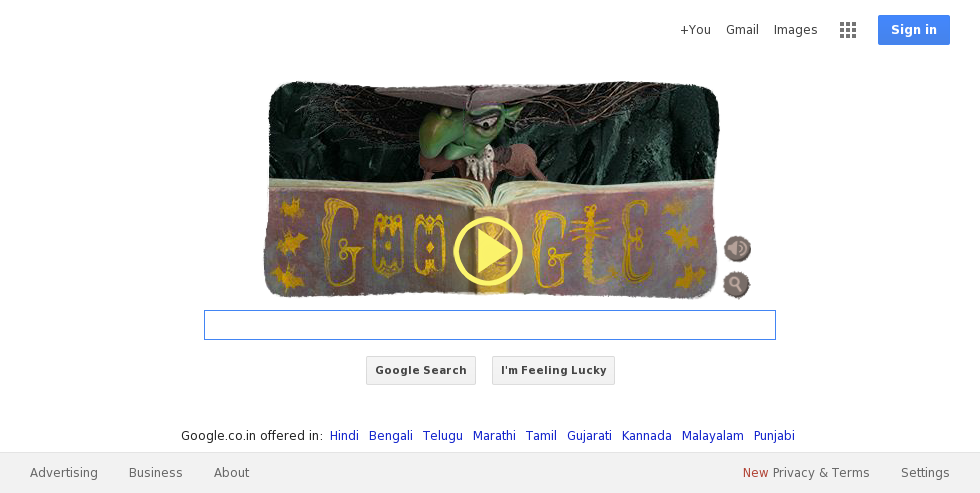 +You Gmail Images Sign in
GOOGLE
Google Search I'm Feeling Lucky
Google.co.in offered in: Hindi Bengali Telugu Marathi Tamil Gujarati Kannada Malayalam Punjabi
Advertising Business About New Privacy & Terms Settings